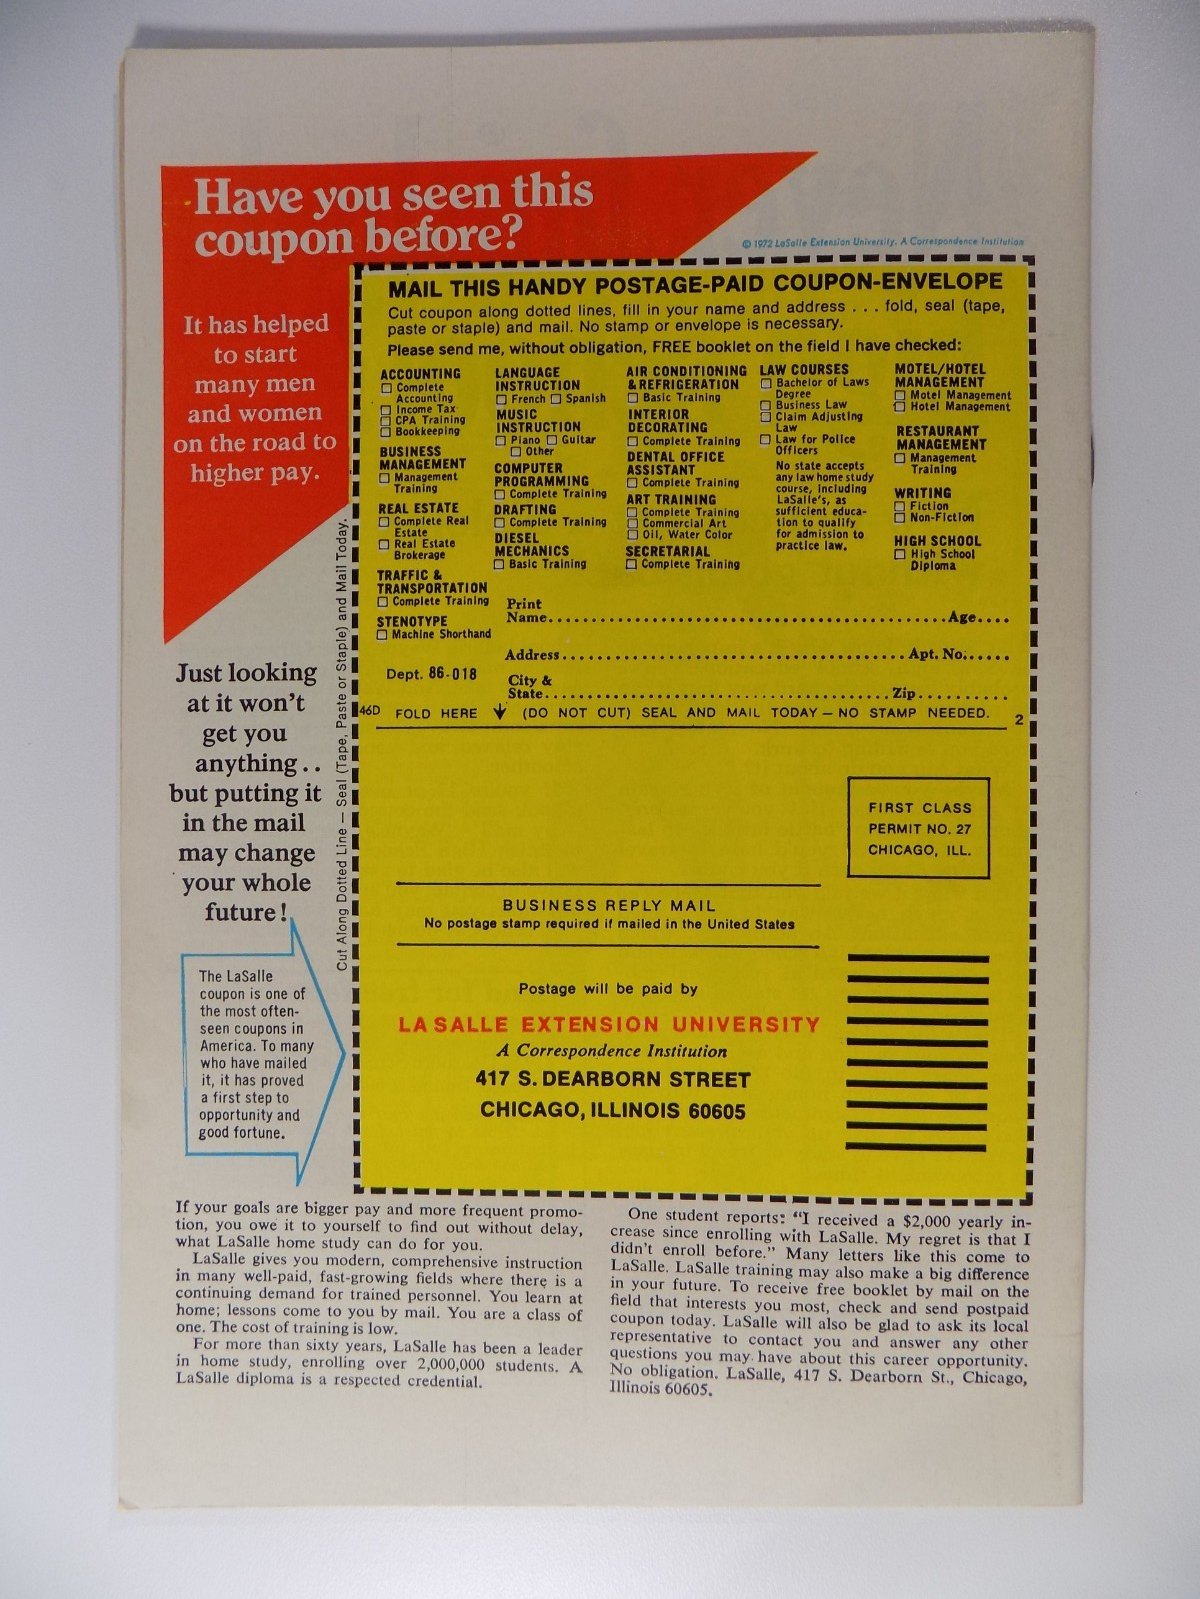 Have you seen this
coupon before?
© 1972 LaSalle Extension University. A Correspondence Institution
It has helped
to start
many men
and women
on the road to
higher pay.
Just looking
at it won't
get you
anything..
but putting it
in the mail
may change
your whole
future!
The LaSalle
coupon is one of
the most often-
seen coupons in
America. To many
who have mailed
it, it has proved
a first step to
opportunity and
good fortune.
Cut Along Dotted Line — Seal (Tape, Paste or Staple) and Mail Today.
MAIL THIS HANDY POSTAGE-PAID COUPON-ENVELOPE
Cut coupon along dotted lines, fill in your name and address . . . fold, seal (tape,
paste or staple) and mail. No stamp or envelope is necessary.
Please send me, without obligation, FREE booklet on the field I have checked:
ACCOUNTING
Complete
Accounting
Income Tax
CPA Training
Bookkeeping
BUSINESS
MANAGEMENT
Management
Training
REAL ESTATE
Complete Real
Estate
Real Estate
Brokerage
TRAFFIC &
TRANSPORTATION
Complete Training
STENOTYPE
Machine Shorthand
LANGUAGE
INSTRUCTION
French Spanish
MUSIC
INSTRUCTION
Piano Guitar
Other
COMPUTER
PROGRAMMING
Complete Training
DRAFTING
Complete Training
DIESEL
MECHANICS
Basic Training
AIR CONDITIONING
& REFRIGERATION
Basic Training
INTERIOR
DECORATING
Complete Training
DENTAL OFFICE
ASSISTANT
Complete Training
ART TRAINING
Complete Training
Commercial Art
Oil, Water Color
SECRETARIAL
Complete Training
LAW COURSES
Bachelor of Laws
Degree
Business Law
Claim Adjusting
Law
Law for Police
Officers
No state accepts
any law home study
course, including
LaSalle's, as
sufficient educa-
tion to qualify
for admission to
practice law.
MOTEL/HOTEL
MANAGEMENT
Motel Management
Hotel Management
RESTAURANT
MANAGEMENT
Management
Training
WRITING
Fiction
Non-Fiction
HIGH SCHOOL
High School
Diploma
Print
Name Age
Address Apt. No.
Dept. 86-018
City &
State Zip
46D FOLD HERE (DO NOT CUT) SEAL AND MAIL TODAY — NO STAMP NEEDED. 2
FIRST CLASS
PERMIT NO. 27
CHICAGO, ILL.
BUSINESS REPLY MAIL
No postage stamp required if mailed in the United States
Postage will be paid by
LA SALLE EXTENSION UNIVERSITY
A Correspondence Institution
417 S. DEARBORN STREET
CHICAGO, ILLINOIS 60605
If your goals are bigger pay and more frequent promo-
tion, you owe it to yourself to find out without delay,
what LaSalle home study can do for you.
LaSalle gives you modern, comprehensive instruction
in many well-paid, fast-growing fields where there is a
continuing demand for trained personnel. You learn at
home; lessons come to you by mail. You are a class of
one. The cost of training is low.
For more than sixty years, LaSalle has been a leader
in home study, enrolling over 2,000,000 students. A
LaSalle diploma is a respected credential.
One student reports: "I received a $2,000 yearly in-
crease since enrolling with LaSalle. My regret is that I
didn't enroll before." Many letters like this come to
LaSalle. LaSalle training may also make a big difference
in your future. To receive free booklet by mail on the
field that interests you most, check and send postpaid
coupon today. LaSalle will also be glad to ask its local
representative to contact you and answer any other
questions you may have about this career opportunity.
No obligation. LaSalle, 417 S. Dearborn St., Chicago,
Illinois 60605.